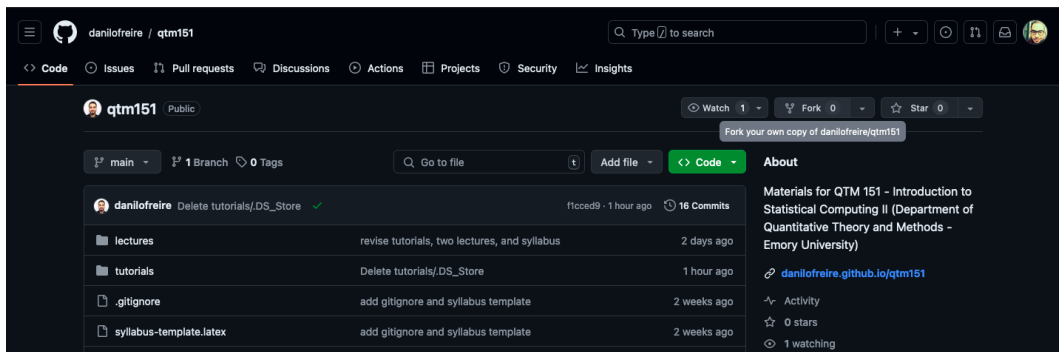 danilofreire / qtm151
Type / to search
Code Issues Pull requests Discussions Actions Projects Security Insights
qtm151 Public
Watch 1 Fork 0 Star 0
Fork your own copy of danilofreire/qtm151
main 1 Branch 0 Tags Go to file t Add file Code
About
danilofreire Delete tutorials/.DS_Store f1cced9 · 1 hour ago 16 Commits
Materials for QTM 151 - Introduction to
Statistical Computing II (Department of
Quantitative Theory and Methods -
Emory University)
lectures revise tutorials, two lectures, and syllabus 2 days ago
tutorials Delete tutorials/.DS_Store 1 hour ago
danilofreire.github.io/qtm151
.gitignore add gitignore and syllabus template 2 weeks ago
Activity
0 stars
syllabus-template.latex add gitignore and syllabus template 2 weeks ago
1 watching